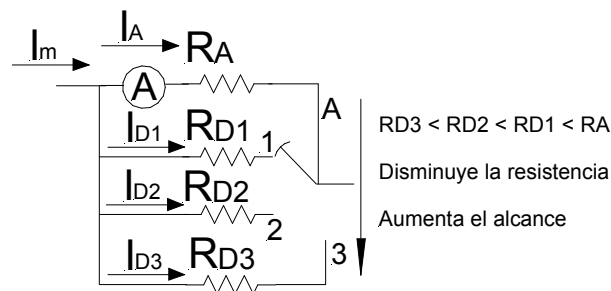 Im
IA
RA
A
A
ID1
RD1
1
ID2
RD2
2
ID3
RD3
3
RD3 < RD2 < RD1 < RA
Disminuye la resistencia
Aumenta el alcance